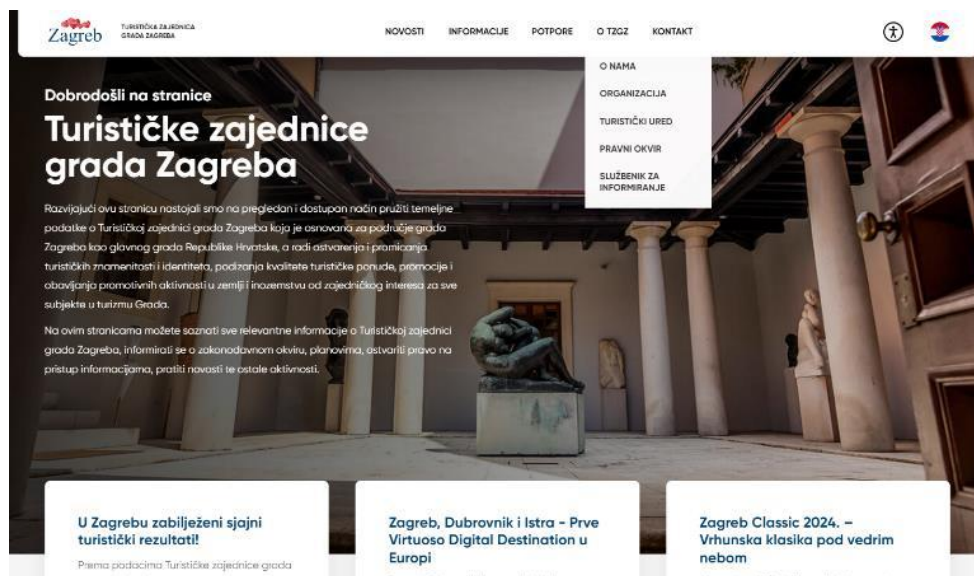 Zagreb
TURISTIČKA ZAJEDNICA
GRADA ZAGREBA
NOVOSTI
INFORMACIJE
POTPORE
O TZGZ
KONTAKT
O NAMA
ORGANIZACIJA
TURISTIČKI URED
PRAVNI OKVIR
SLUŽBENIK ZA
INFORMIRANJE
Dobrodošli na stranice
Turističke zajednice
grada Zagreba
Razvijajući ovu stranicu nastojali smo na pregledan i dostupan način pružiti temeljne
podatke o Turističkoj zajednici grada Zagreba koja je osnovana za područje grada
Zagreba kao glavnog grada Republike Hrvatske, a radi ostvarenja i promicanja
turističkih znamenitosti i identiteta, podizanja kvalitete turističke ponude, promocije i
obavljanja promotivnih aktivnosti u zemlji i inozemstvu od zajedničkog interesa za sve
subjekte u turizmu Grada.
Na ovim stranicama možete saznati sve relevantne informacije o Turističkoj zajednici
grada Zagreba, informirati se o zakonodavnom okviru, planovima, ostvariti pravo na
pristup informacijama, pratiti novosti te ostale aktivnosti.
U Zagrebu zabilježeni sjajni
turistički rezultati!
Prema podacima Turističke zajednice grada
Zagreb, Dubrovnik i Istra - Prve
Virtuoso Digital Destination u
Europi
Zagreb Classic 2024. –
Vrhunska klasika pod vedrim
nebom